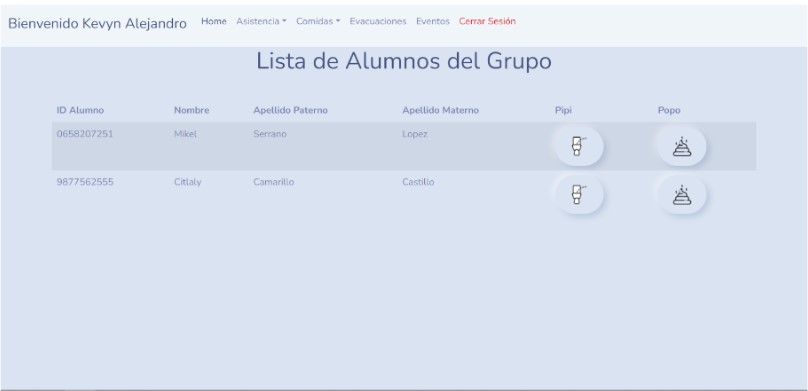 Bienvenido Kevyn Alejandro Home Asistencia Comidas Evacuaciones Eventos Cerrar Sesión
Lista de Alumnos del Grupo
ID Alumno Nombre Apellido Paterno Apellido Materno Pipi Popo
0658207251 Mikel Serrano Lopez
9877562555 Citlaly Camarillo Castillo